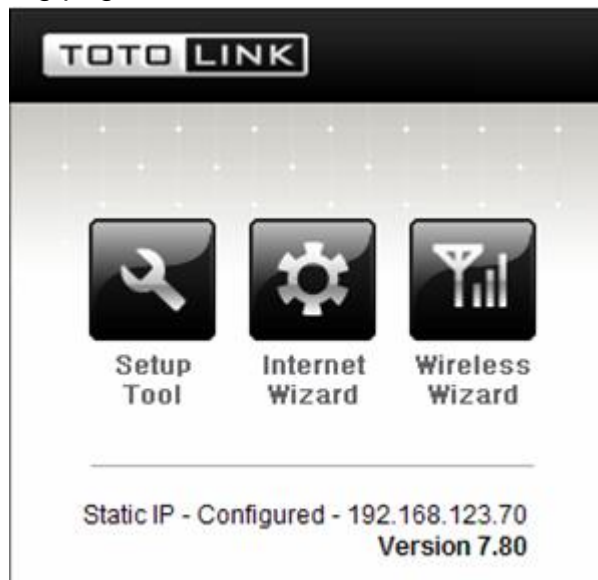 TOTO LINK
Setup Tool
Internet Wizard
Wireless Wizard
Static IP - Configured - 192.168.123.70
Version 7.80